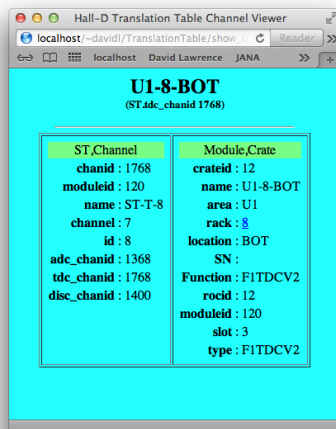 Hall-D Translation Table Channel Viewer
localhost/~davidl/TranslationTable/show_
Reader
localhost David Lawrence JANA
U1-8-BOT
(ST.tdc_chanid 1768)
ST,Channel
chanid : 1768
moduleid : 120
name : ST-T-8
channel : 7
id : 8
adc_chanid : 1368
tdc_chanid : 1768
disc_chanid : 1400
Module,Crate
crateid : 12
name : U1-8-BOT
area : U1
rack : 8
location : BOT
SN :
Function : F1TDCV2
rocid : 12
moduleid : 120
slot : 3
type : F1TDCV2